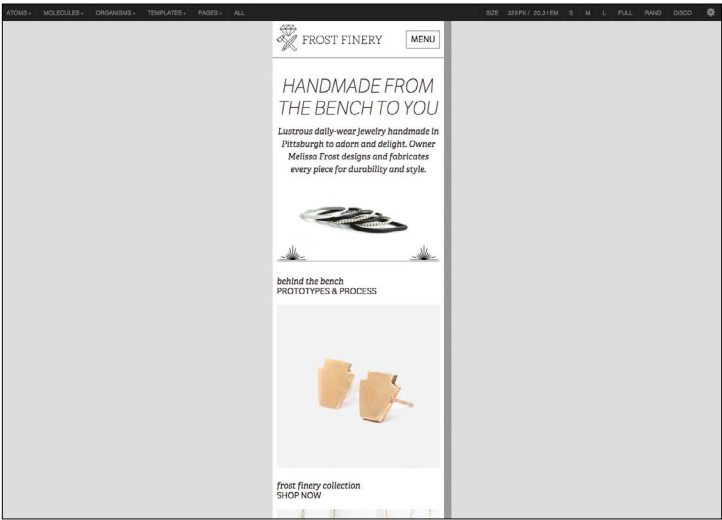 ATOMS MOLECULES ORGANISMS TEMPLATES PAGES ALL SIZE 325PX / 20.31EM S M L FULL RAND DISCO
FROST FINERY MENU
HANDMADE FROM
THE BENCH TO YOU
Lustrous daily-wear jewelry handmade in
Pittsburgh to adorn and delight. Owner
Melissa Frost designs and fabricates
every piece for durability and style.
behind the bench
PROTOTYPES & PROCESS
frost finery collection
SHOP NOW